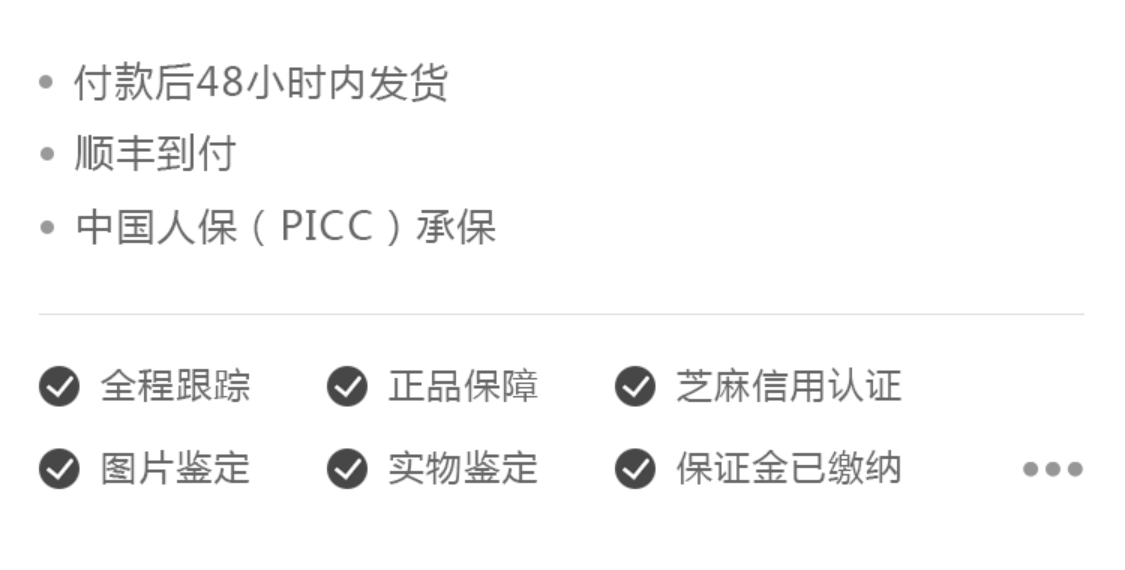 付款后48小时内发货
顺丰到付
中国人保（PICC）承保
全程跟踪 正品保障 芝麻信用认证
图片鉴定 实物鉴定 保证金已缴纳